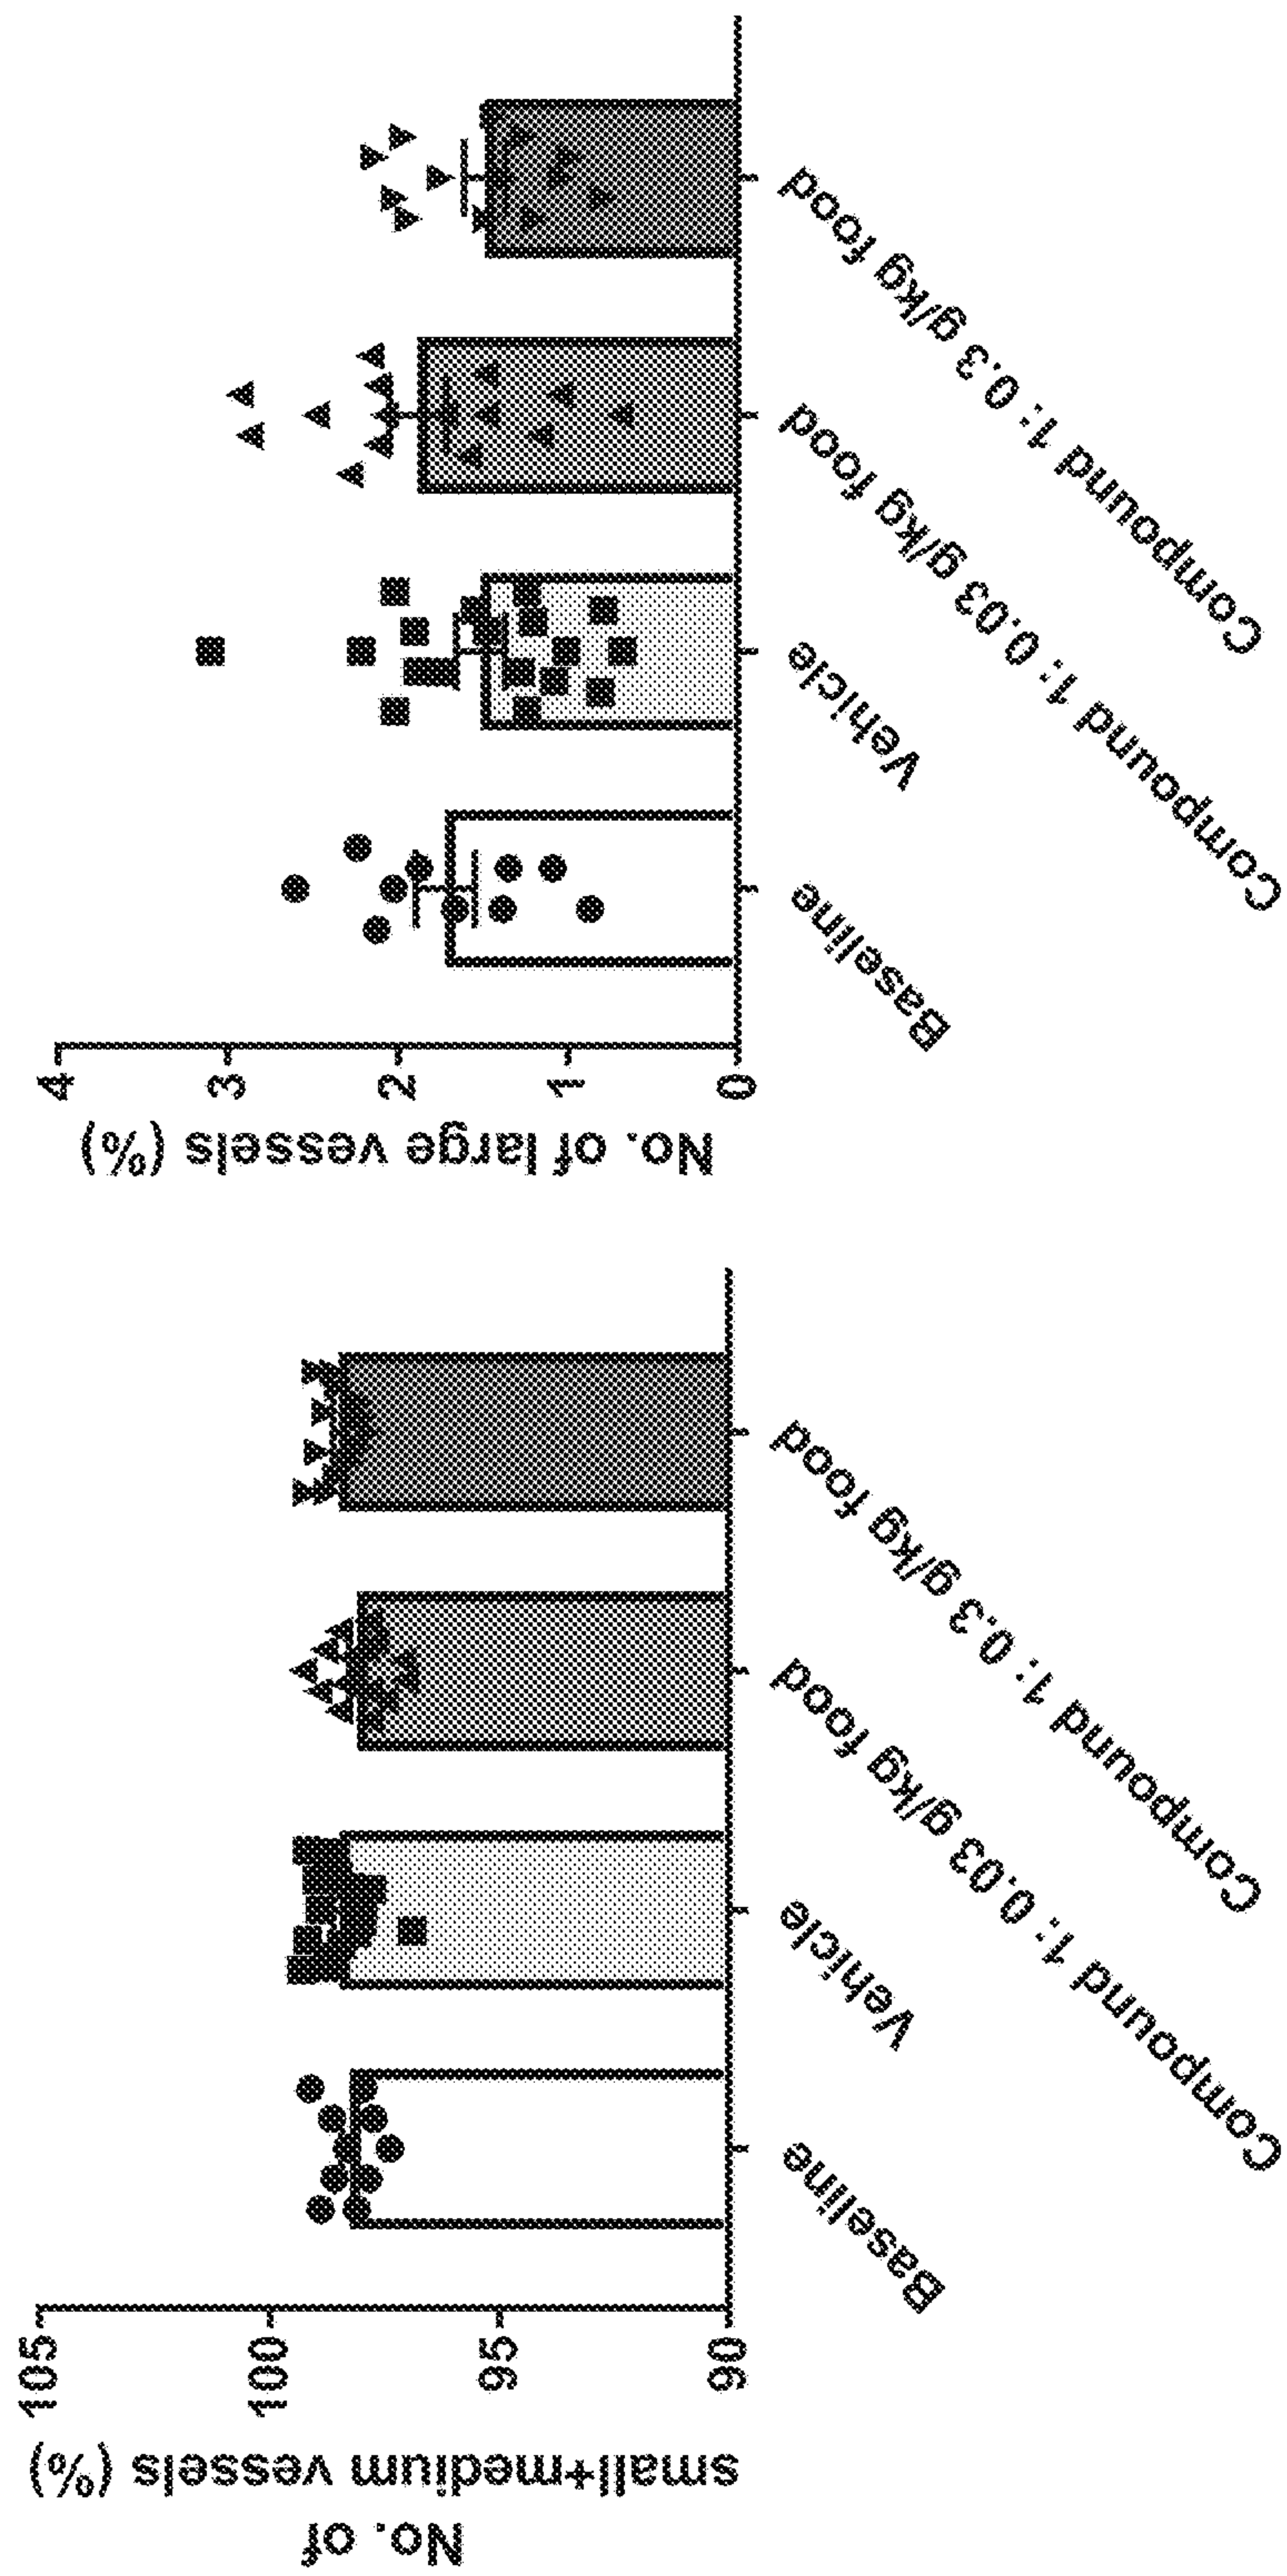 No. of
small+medium vessels (%)
105
100
95
90
Baseline
Vehicle
Compound 1: 0.03 g/kg food
Compound 1: 0.3 g/kg food
No. of large vessels (%)
4
3
2
1
0
Baseline
Vehicle
Compound 1: 0.03 g/kg food
Compound 1: 0.3 g/kg food